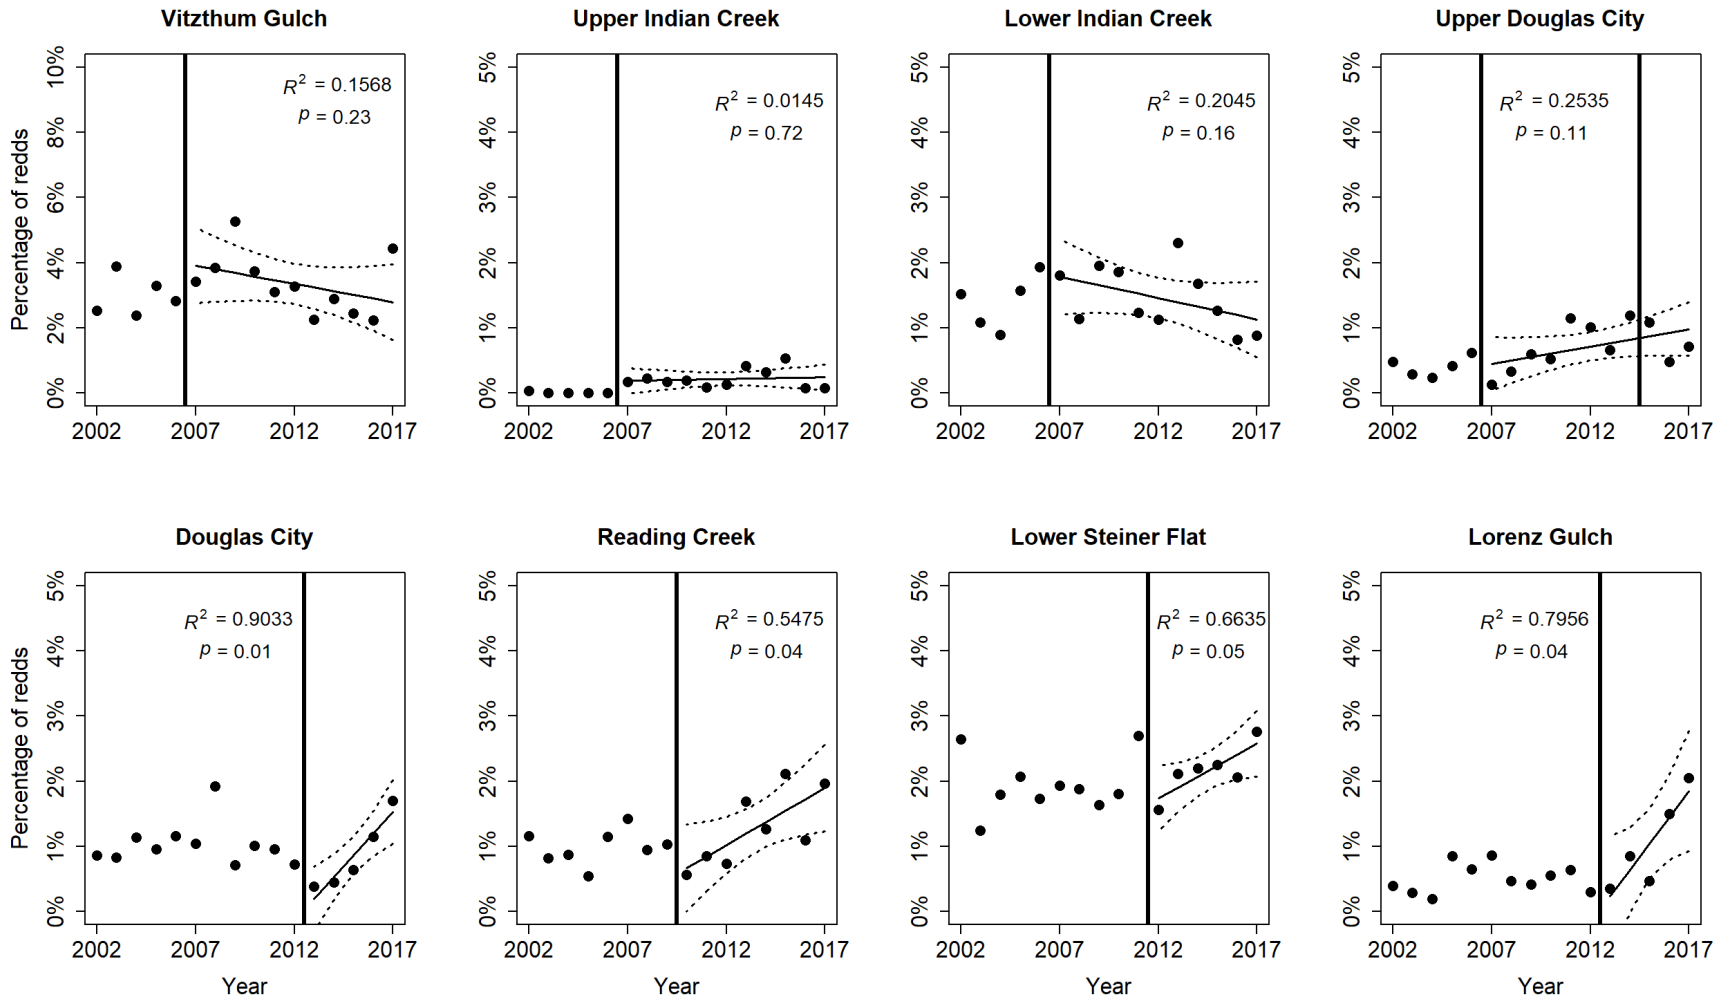 Vitzthum Gulch
Percentage of redds
10%
8%
6%
4%
2%
0%
R² = 0.1568
p = 0.23
2002 2007 2012 2017
Upper Indian Creek
5%
4%
3%
2%
1%
0%
R² = 0.0145
p = 0.72
2002 2007 2012 2017
Lower Indian Creek
5%
4%
3%
2%
1%
0%
R² = 0.2045
p = 0.16
2002 2007 2012 2017
Upper Douglas City
5%
4%
3%
2%
1%
0%
R² = 0.2535
p = 0.11
2002 2007 2012 2017
Douglas City
Percentage of redds
5%
4%
3%
2%
1%
0%
R² = 0.9033
p = 0.01
2002 2007 2012 2017
Year
Reading Creek
5%
4%
3%
2%
1%
0%
R² = 0.5475
p = 0.04
2002 2007 2012 2017
Year
Lower Steiner Flat
5%
4%
3%
2%
1%
0%
R² = 0.6635
p = 0.05
2002 2007 2012 2017
Year
Lorenz Gulch
5%
4%
3%
2%
1%
0%
R² = 0.7956
p = 0.04
2002 2007 2012 2017
Year